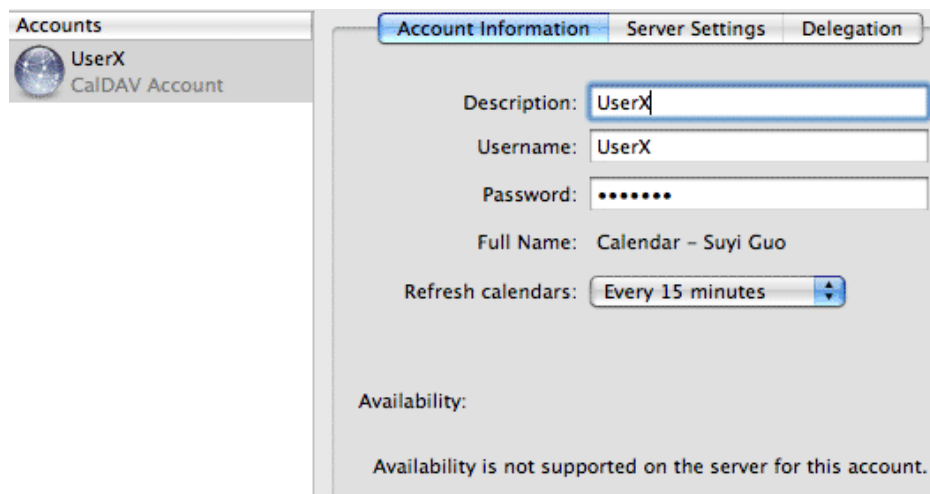 Accounts
UserX
CalDAV Account
Account Information Server Settings Delegation
Description: UserX
Username: UserX
Password: •••••••
Full Name: Calendar – Suyi Guo
Refresh calendars: Every 15 minutes
Availability:
Availability is not supported on the server for this account.